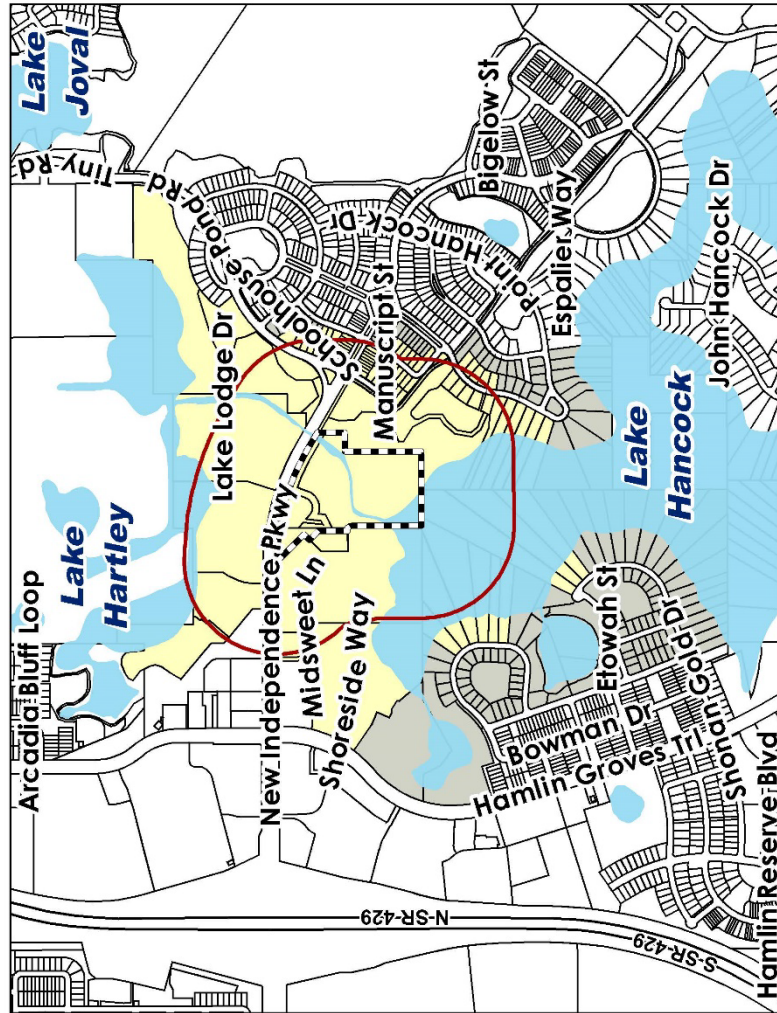 Lake
Joval
Tiny-Rd
Arcadia Bluff Loop
Lake
Hartley
Lake Lodge Dr
Schoolhouse Pond-Rd
Point Hancock-Dr
Bigelow St
New Independence Pkwy
Midsweet Ln
Manuscript St
Shoreside Way
Espalier Way
Lake
Hancock
John Hancock Dr
N-SR-429
Bowman Dr
Etowah St
Hamlin Groves Trl
Shonan Gold Dr
S-SR-429
Hamlin Reserve Blvd